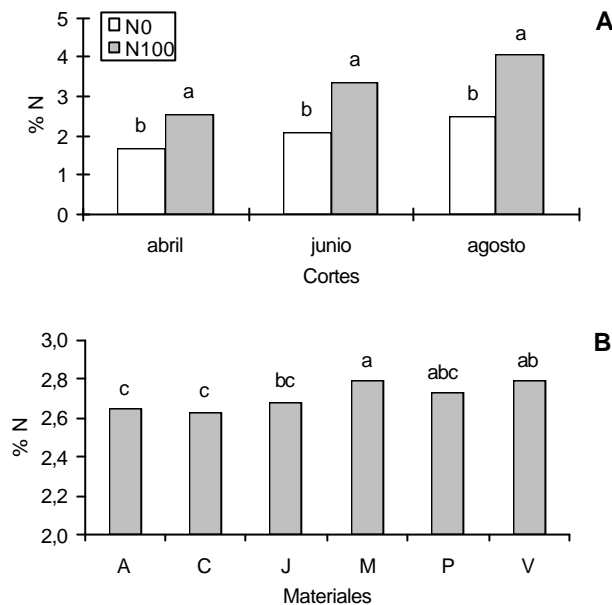 A
5
4
3
2
1
0
% N
N0
N100
b a b a b a
abril junio agosto
Cortes
B
3,0
2,8
2,6
2,4
2,2
2,0
% N
c c bc a abc ab
A C J M P V
Materiales